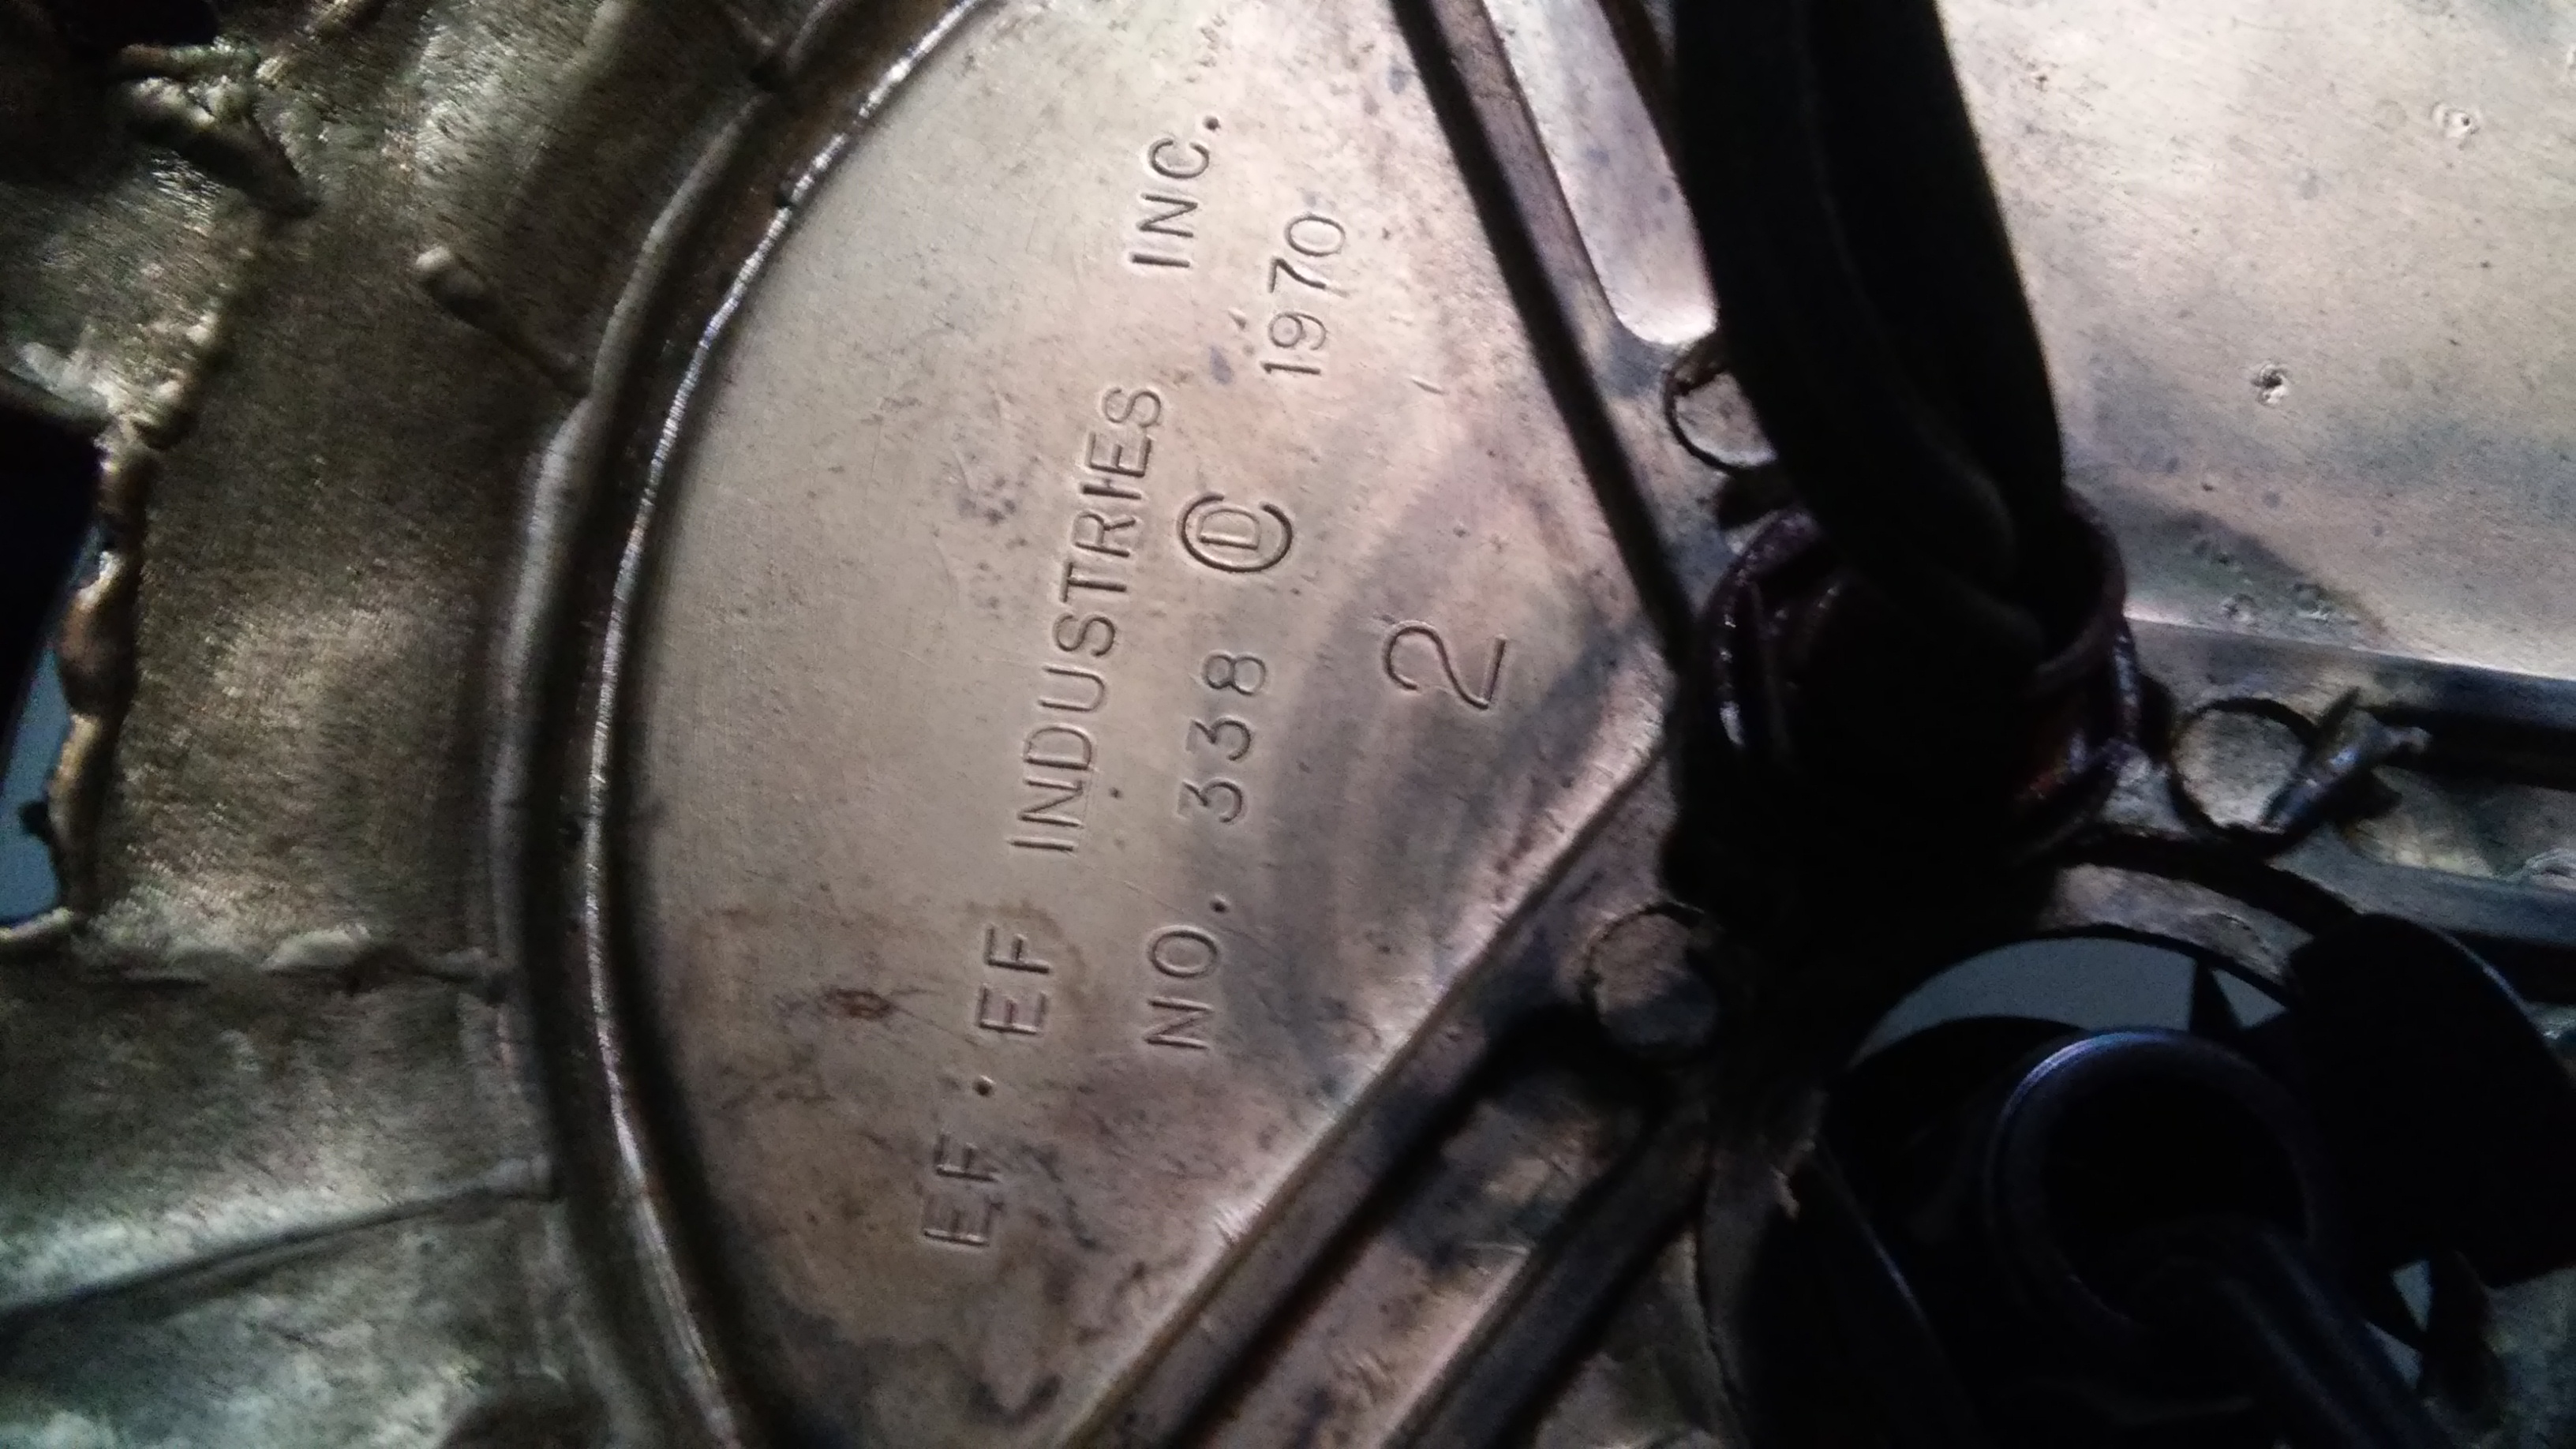 EF. EF INDUSTRIES INC.
NO. 338 Ⓓ 1970
2